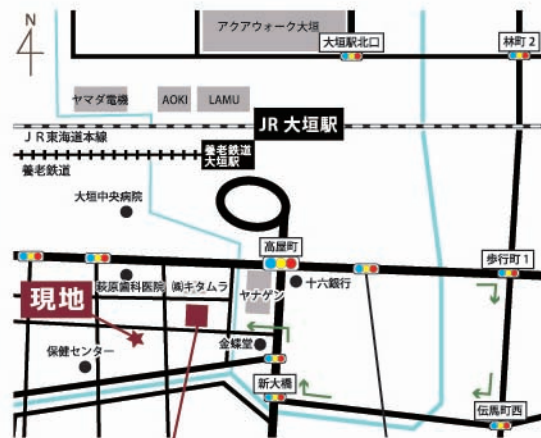 N
アクアウォーク大垣
大垣駅北口
林町2
ヤマダ電機
AOKI
LAMU
JR 大垣駅
JR東海道本線
養老鉄道
大垣駅
養老鉄道
大垣中央病院
高屋町
歩行町1
萩原歯科医院
㈱キタムラ
ヤナゲン
十六銀行
現地
保健センター
金蝶堂
新大橋
伝馬町西